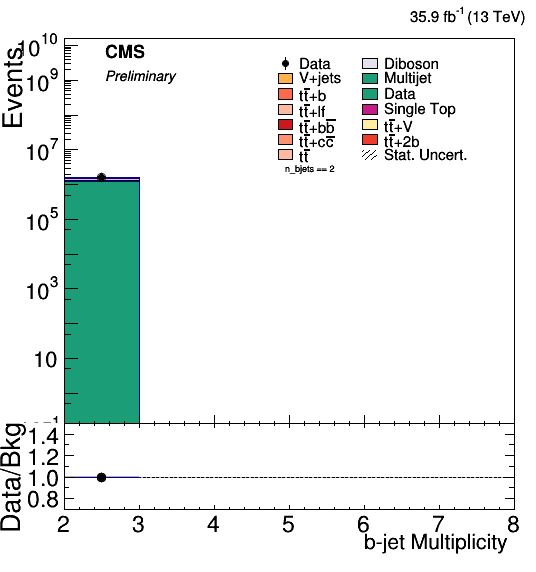 35.9 fb⁻¹ (13 TeV)
CMS
Preliminary
Events
10¹⁰
10⁹
10⁷
10⁵
10³
10
Data
V+jets
tt̅+b
tt̅+lf
tt̅+bb̅
tt̅+cc̅
tt̅
n_bjets == 2
Diboson
Multijet
Data
Single Top
tt̅+V
tt̅+2b
Stat. Uncert.
Data/Bkg
1.4
1.2
1.0
0.8
2 3 4 5 6 7 8
b-jet Multiplicity